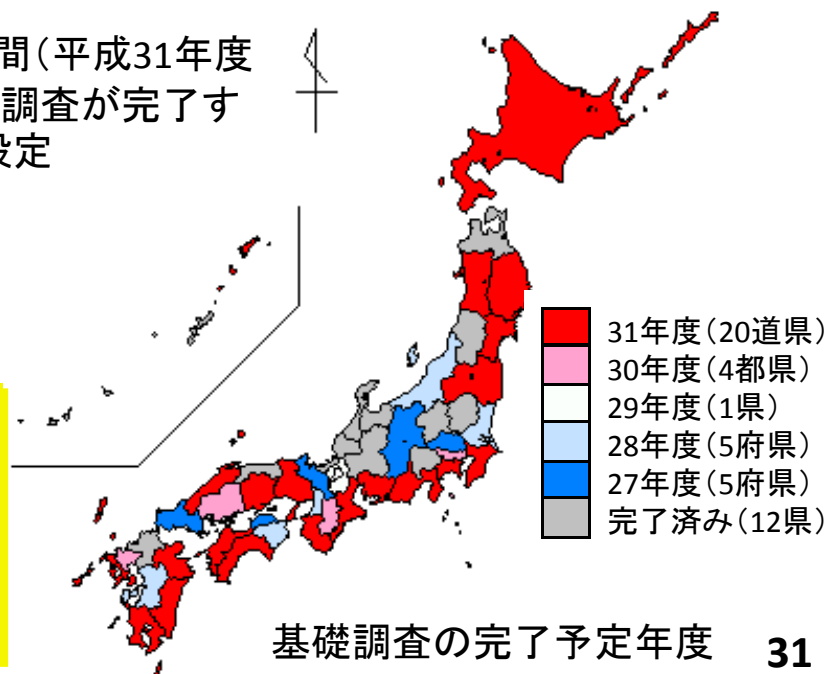 間(平成31年度
調査が完了す
設定
31年度(20道県)
30年度(4都県)
29年度(1県)
28年度(5府県)
27年度(5府県)
完了済み(12県)
基礎調査の完了予定年度
31